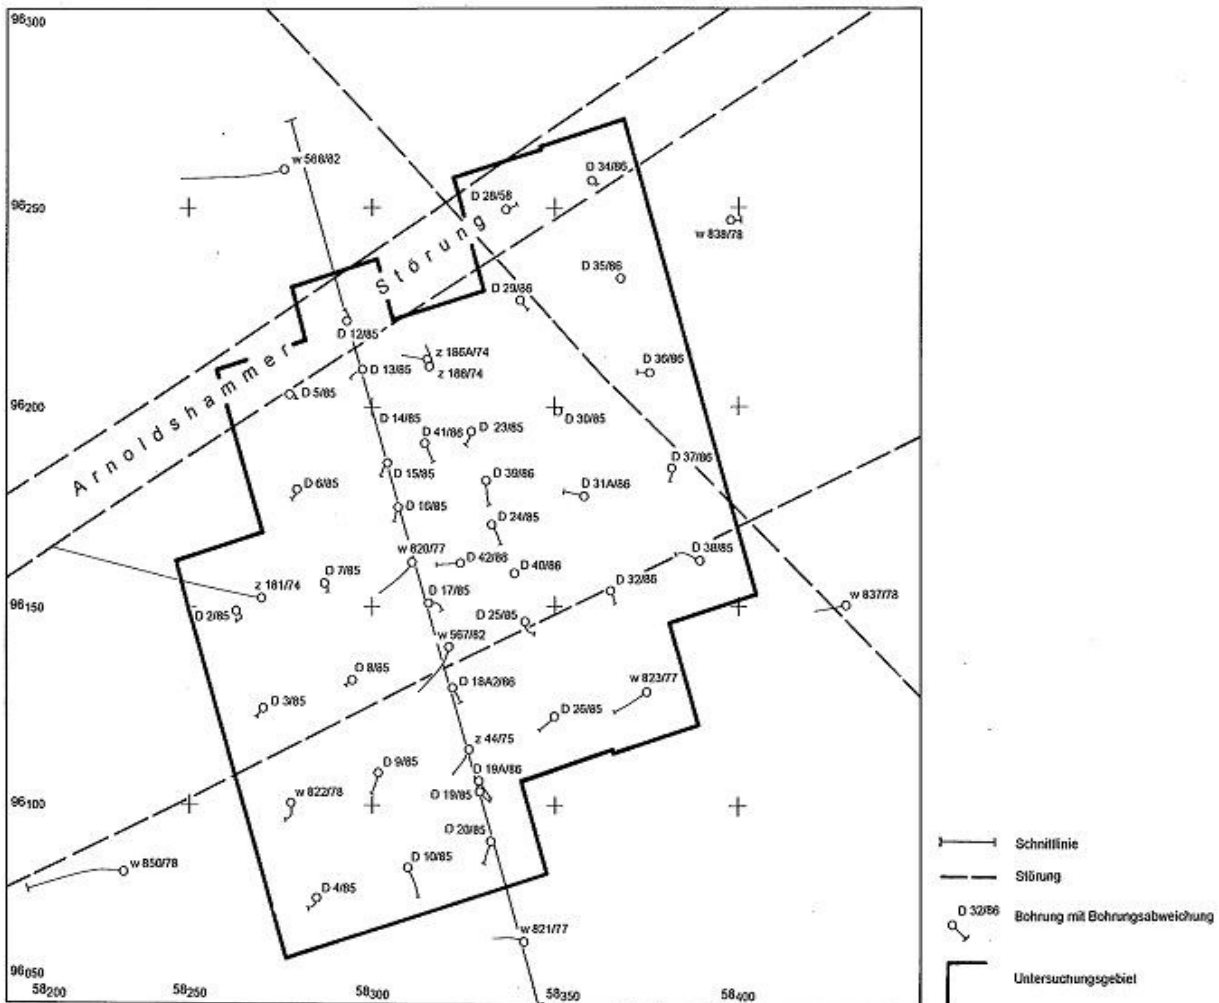 96300
w 568/82
D 34/86
D 28/58
96250
w 838/78
D 35/86
Arnoldshammer Störung
D 29/86
D 12/85
z 186A/74
z 188/74
D 13/85
D 36/86
D 5/85
96200
D 14/85
D 30/85
D 41/86
D 23/85
D 37/86
D 15/85
D 39/86
D 6/85
D 31A/86
D 16/85
D 24/85
w 820/77
D 38/85
D 42/86
D 40/86
D 7/85
z 181/74
D 32/86
D 17/85
w 837/78
96150
D 2/85
D 25/85
w 567/82
D 8/85
D 18A2/86
w 823/77
D 3/85
D 26/85
z 44/75
D 9/85
D 19A/86
w 822/78
D 19/85
96100
D 20/85
w 850/78
D 10/85
D 4/85
w 821/77
96050
58200
58250
58300
58350
58400
Schnittlinie
Störung
D 32/86
Bohrung mit Bohrungsabweichung
Untersuchungsgebiet